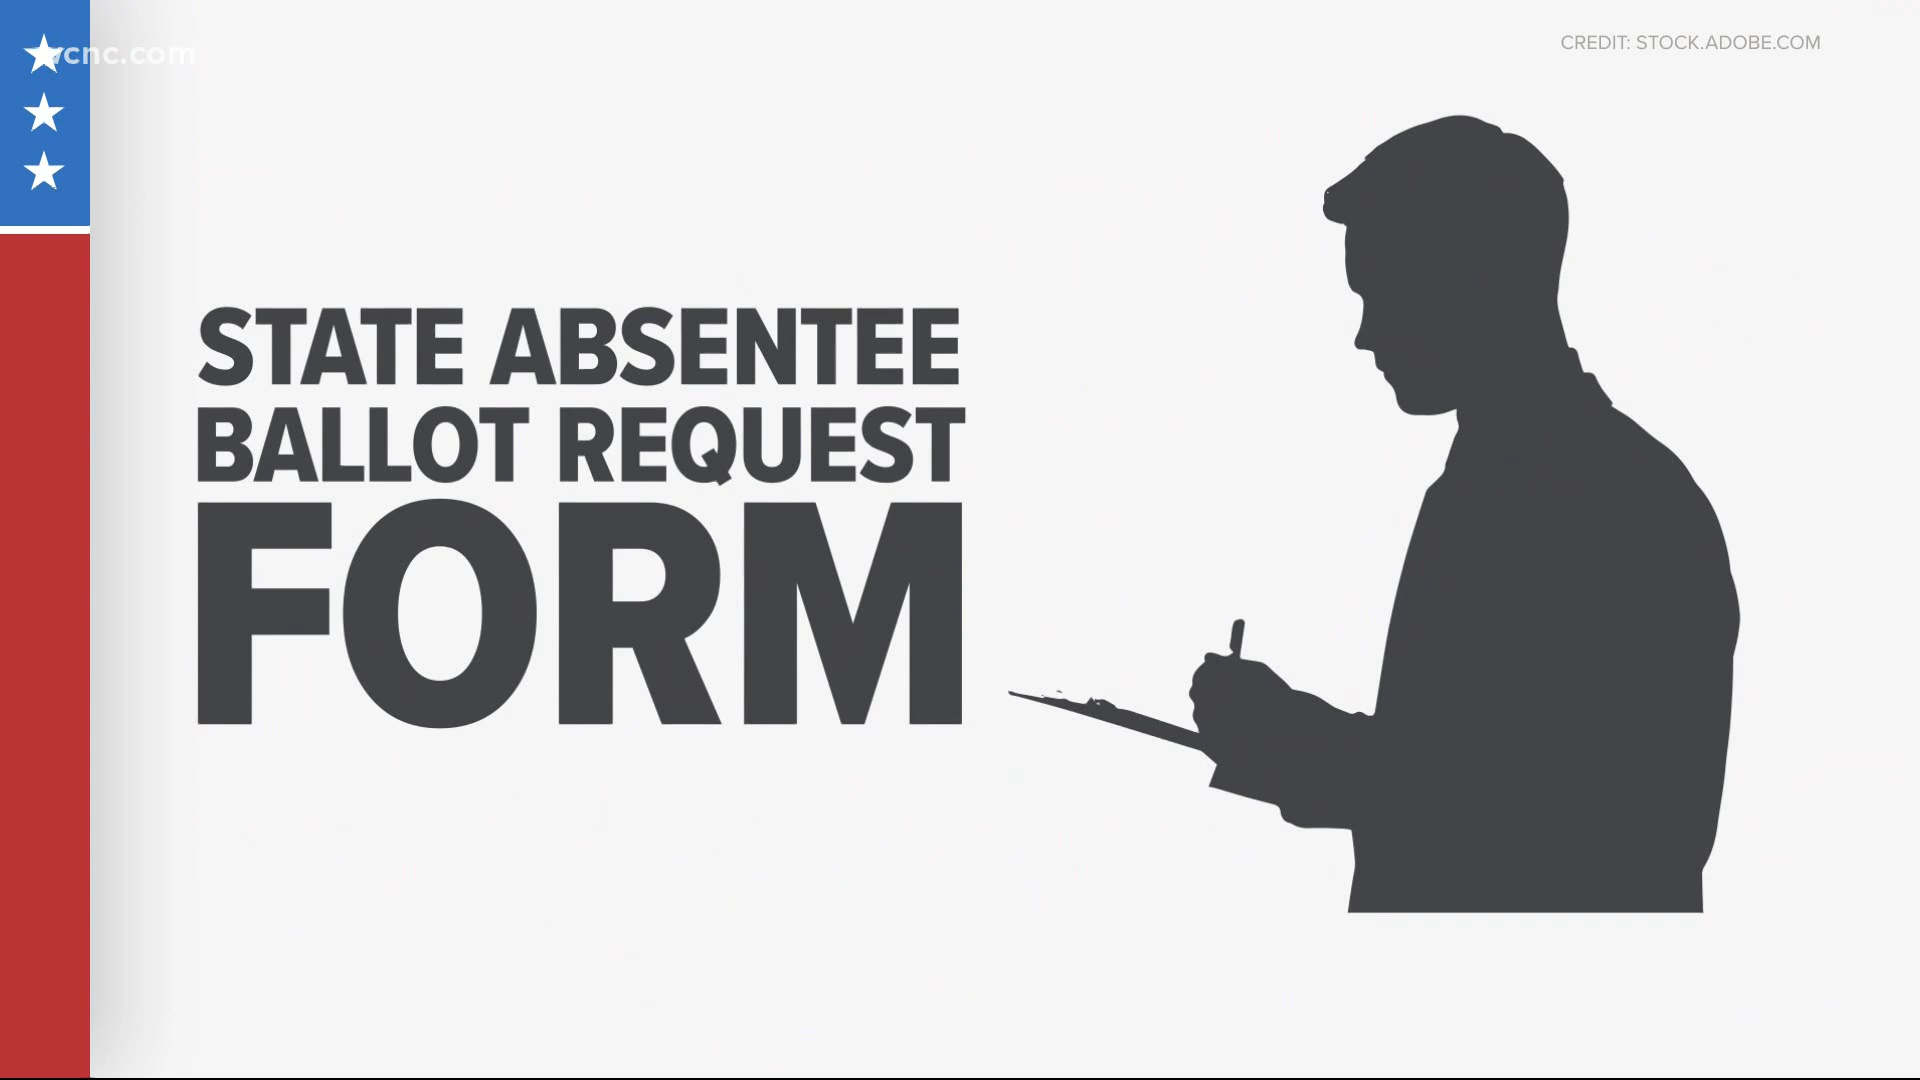 wcnc.com
CREDIT: STOCK.ADOBE.COM
STATE ABSENTEE
BALLOT REQUEST
FORM